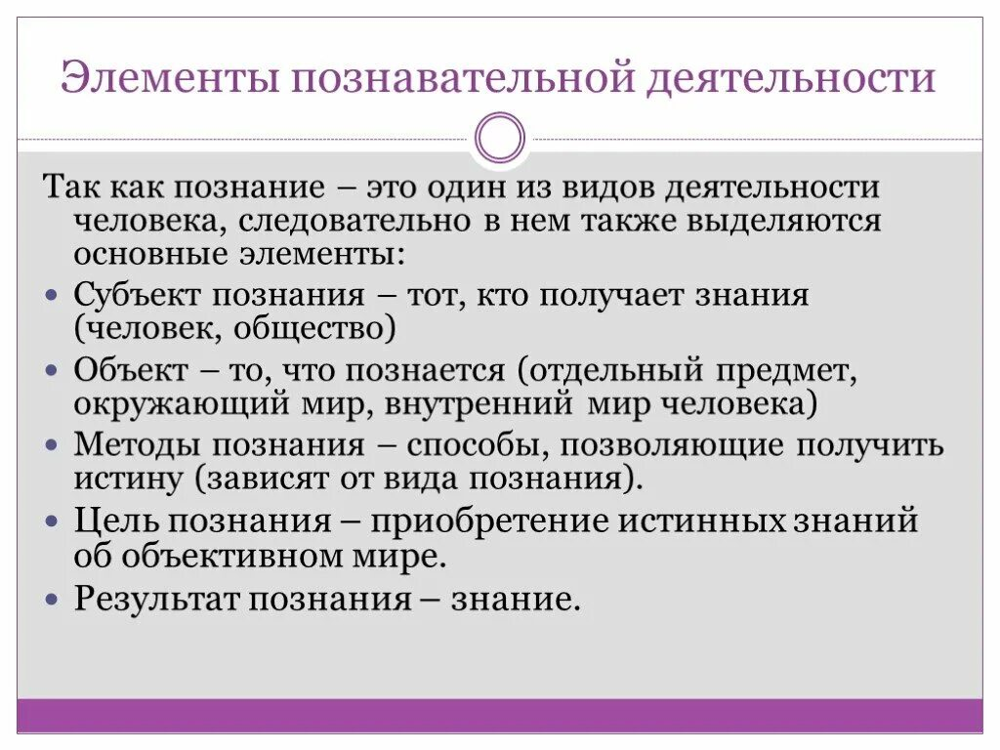 Элементы познавательной деятельности
Так как познание – это один из видов деятельности
человека, следовательно в нем также выделяются
основные элементы:
• Субъект познания – тот, кто получает знания
(человек, общество)
• Объект – то, что познается (отдельный предмет,
окружающий мир, внутренний мир человека)
• Методы познания – способы, позволяющие получить
истину (зависят от вида познания).
• Цель познания – приобретение истинных знаний
об объективном мире.
• Результат познания – знание.